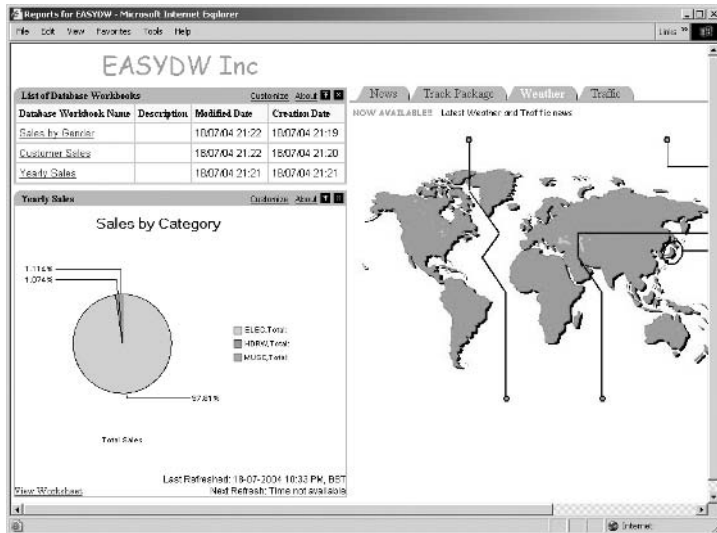 Reports for EASYDW - Microsoft Internet Explorer
File Edit View Favorites Tools Help
Links »
EASYDW Inc
List of Database Workbooks Customize About
Database Workbook Name Description Modified Date Creation Date
Sales by Gender 18/07/04 21:22 18/07/04 21:19
Customer Sales 18/07/04 21:22 18/07/04 21:20
Yearly Sales 18/07/04 21:21 18/07/04 21:21
Yearly Sales Customize About
Sales by Category
1.114%
1.074%
ELEC,Total:
HDRW,Total:
MUSC,Total:
97.81%
Total Sales
Last Refreshed: 18-07-2004 10:33 PM, BST
View Worksheet Next Refresh: Time not available
News Track Package Weather Traffic
NOW AVAILABLE!! Latest Weather and Traffic news
Internet